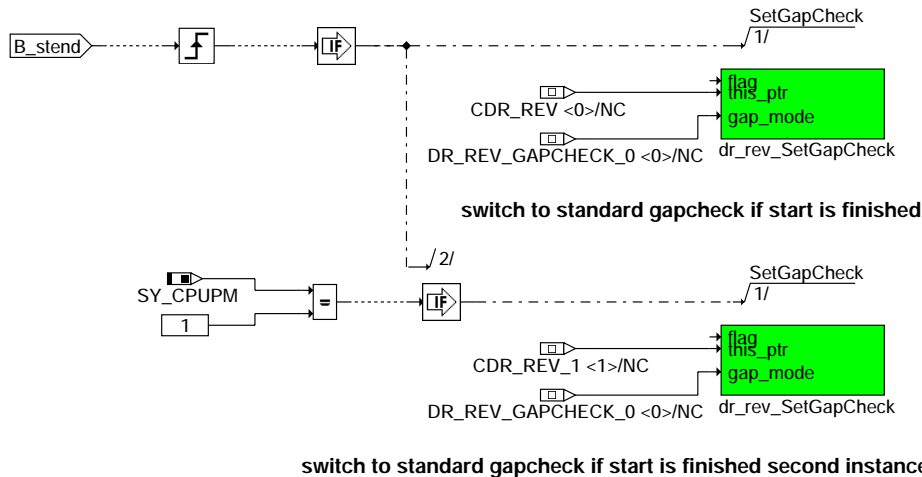 SetGapCheck
B_stend
IF
1/
flag
this_ptr
CDR_REV <0>/NC
gap_mode
DR_REV_GAPCHECK_0 <0>/NC
dr_rev_SetGapCheck
switch to standard gapcheck if start is finished
2/
SetGapCheck
SY_CPUPM
=
IF
1/
1
flag
this_ptr
CDR_REV_1 <1>/NC
gap_mode
DR_REV_GAPCHECK_0 <0>/NC
dr_rev_SetGapCheck
switch to standard gapcheck if start is finished second instance